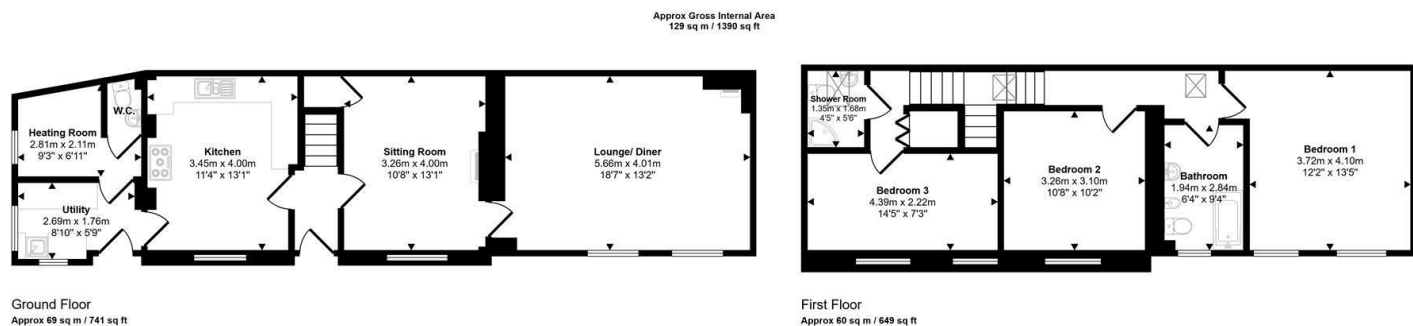 Approx Gross Internal Area
129 sq m / 1390 sq ft
W.C.
Heating Room
2.81m x 2.11m
9'3" x 6'11"
Utility
2.69m x 1.76m
8'10" x 5'9"
Kitchen
3.45m x 4.00m
11'4" x 13'1"
Sitting Room
3.26m x 4.00m
10'8" x 13'1"
Lounge/ Diner
5.66m x 4.01m
18'7" x 13'2"
Ground Floor
Approx 69 sq m / 741 sq ft
Shower Room
1.35m x 1.68m
4'5" x 5'6"
Bedroom 3
4.39m x 2.22m
14'5" x 7'3"
Bedroom 2
3.26m x 3.10m
10'8" x 10'2"
Bathroom
1.94m x 2.84m
6'4" x 9'4"
Bedroom 1
3.72m x 4.10m
12'2" x 13'5"
First Floor
Approx 60 sq m / 649 sq ft